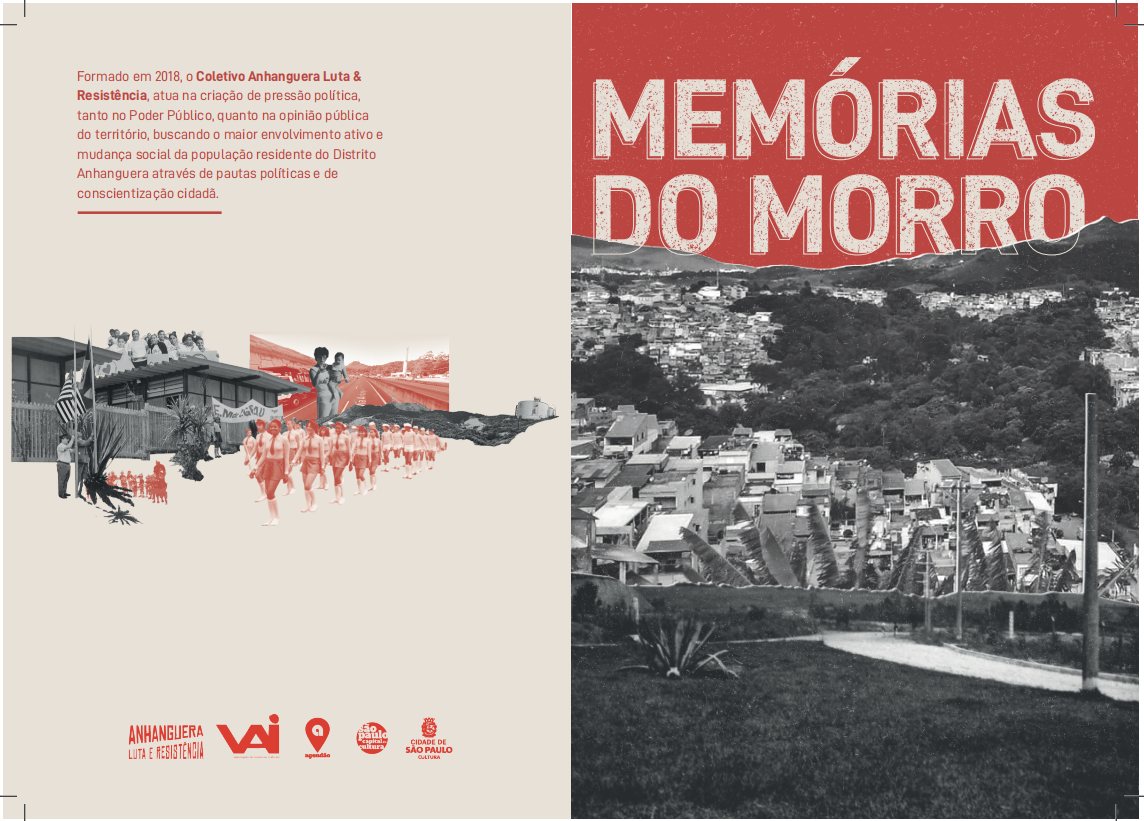 Formado em 2018, o Coletivo Anhanguera Luta &
Resistência, atua na criação de pressão política,
tanto no Poder Público, quanto na opinião pública
do território, buscando o maior envolvimento ativo e
mudança social da população residente do Distrito
Anhanguera através de pautas políticas e de
conscientização cidadã.
ANHANGUERA
LUTA E RESISTÊNCIA
VAI
a
agendão
são
paulo
capital da
cultura
CIDADE DE
SÃO PAULO
CULTURA
MEMÓRIAS
DO MORRO